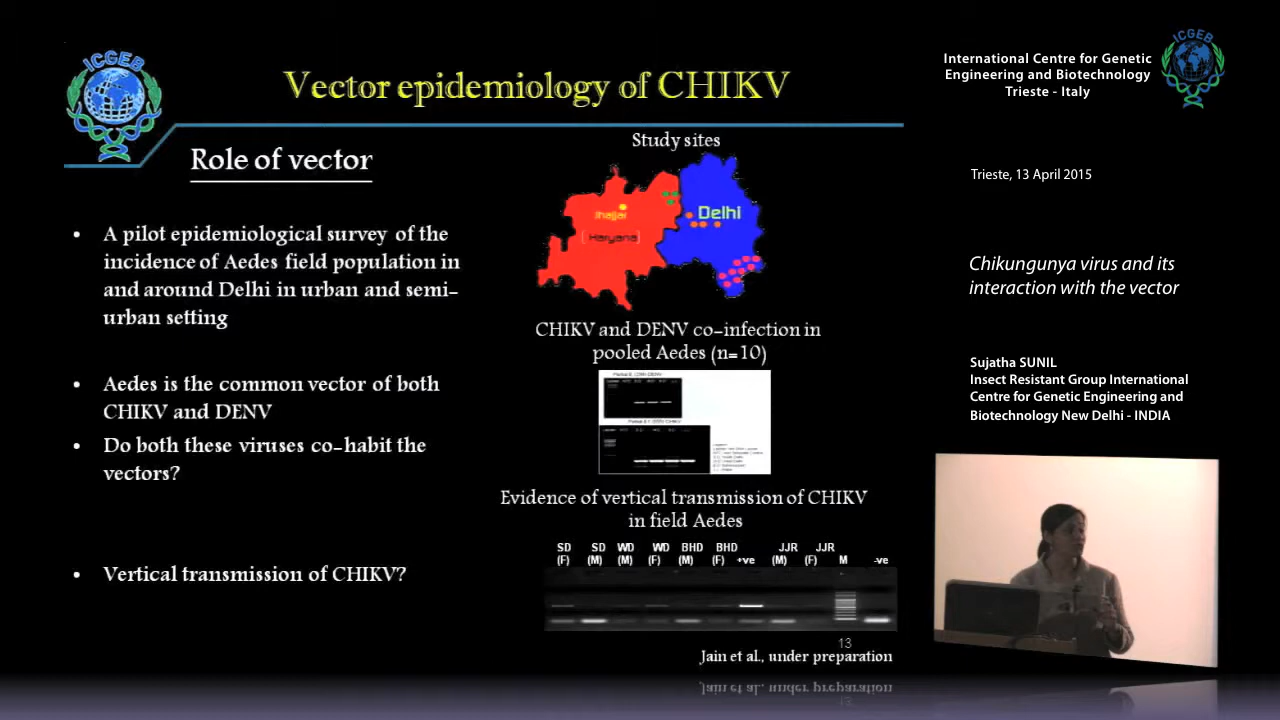 ICGEB
Vector epidemiology of CHIKV
Role of vector
• A pilot epidemiological survey of the
incidence of Aedes field population in
and around Delhi in urban and semi-
urban setting
• Aedes is the common vector of both
CHIKV and DENV
• Do both these viruses co-habit the
vectors?
• Vertical transmission of CHIKV?
Study sites
Jhajjar
[Haryana]
Delhi
CHIKV and DENV co-infection in
pooled Aedes (n=10)
Evidence of vertical transmission of CHIKV
in field Aedes
SD SD WD WD BHD BHD JJR JJR
(F) (M) (M) (F) (M) (F) +ve (M) (F) M -ve
13
Jain et al., under preparation
International Centre for Genetic
Engineering and Biotechnology
Trieste - Italy
ICGEB
Trieste, 13 April 2015
Chikungunya virus and its
interaction with the vector
Sujatha SUNIL
Insect Resistant Group International
Centre for Genetic Engineering and
Biotechnology New Delhi - INDIA